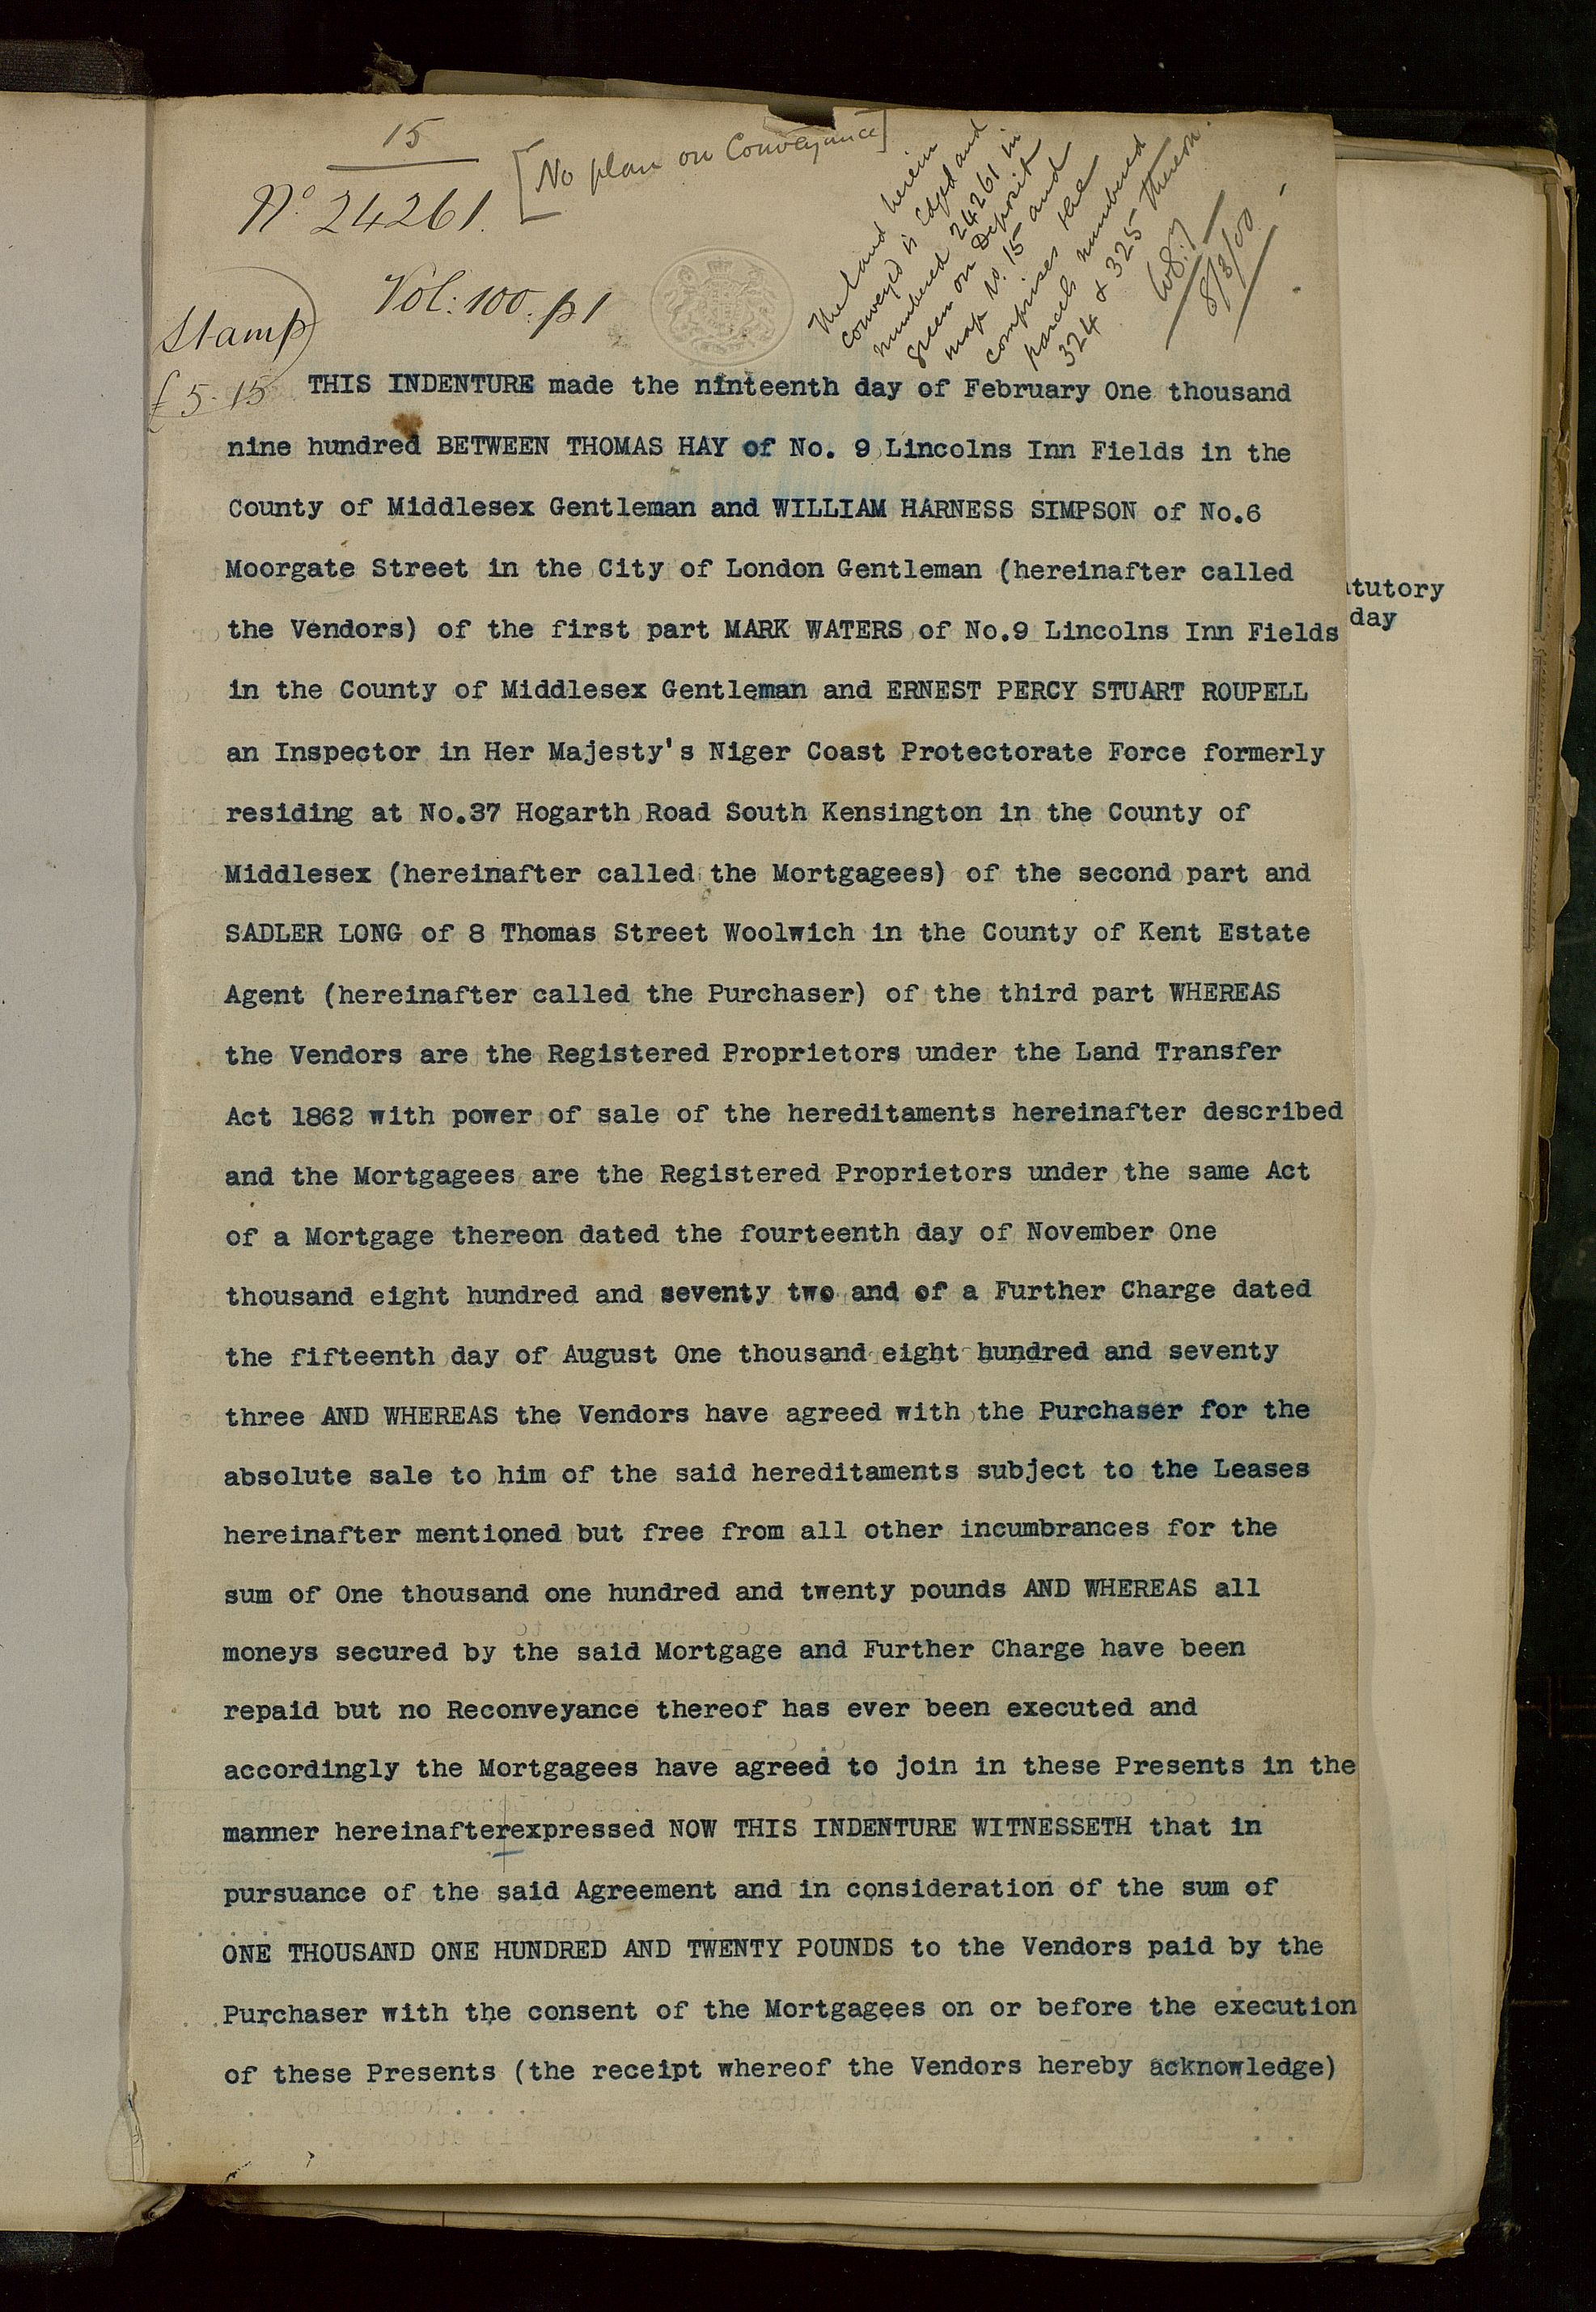 15
No 24261.
[No plan on Conveyance]
Vol: 100. p1
Stamp
£5-15
The land herein
conveyed is edged and
numbered 24261 in
green on Deposit
map No. 15 and
comprises the
parcels numbered
324 & 325 thereon.
8/3/00
THIS INDENTURE made the ninteenth day of February One thousand
nine hundred BETWEEN THOMAS HAY of No. 9 Lincolns Inn Fields in the
County of Middlesex Gentleman and WILLIAM HARNESS SIMPSON of No.6
Moorgate Street in the City of London Gentleman (hereinafter called
the Vendors) of the first part MARK WATERS of No.9 Lincolns Inn Fields
in the County of Middlesex Gentleman and ERNEST PERCY STUART ROUPELL
an Inspector in Her Majesty's Niger Coast Protectorate Force formerly
residing at No.37 Hogarth Road South Kensington in the County of
Middlesex (hereinafter called the Mortgagees) of the second part and
SADLER LONG of 8 Thomas Street Woolwich in the County of Kent Estate
Agent (hereinafter called the Purchaser) of the third part WHEREAS
the Vendors are the Registered Proprietors under the Land Transfer
Act 1862 with power of sale of the hereditaments hereinafter described
and the Mortgagees are the Registered Proprietors under the same Act
of a Mortgage thereon dated the fourteenth day of November One
thousand eight hundred and seventy two and of a Further Charge dated
the fifteenth day of August One thousand eight hundred and seventy
three AND WHEREAS the Vendors have agreed with the Purchaser for the
absolute sale to him of the said hereditaments subject to the Leases
hereinafter mentioned but free from all other incumbrances for the
sum of One thousand one hundred and twenty pounds AND WHEREAS all
moneys secured by the said Mortgage and Further Charge have been
repaid but no Reconveyance thereof has ever been executed and
accordingly the Mortgagees have agreed to join in these Presents in the
manner hereinafterexpressed NOW THIS INDENTURE WITNESSETH that in
pursuance of the said Agreement and in consideration of the sum of
ONE THOUSAND ONE HUNDRED AND TWENTY POUNDS to the Vendors paid by the
Purchaser with the consent of the Mortgagees on or before the execution
of these Presents (the receipt whereof the Vendors hereby acknowledge)
tutory
day